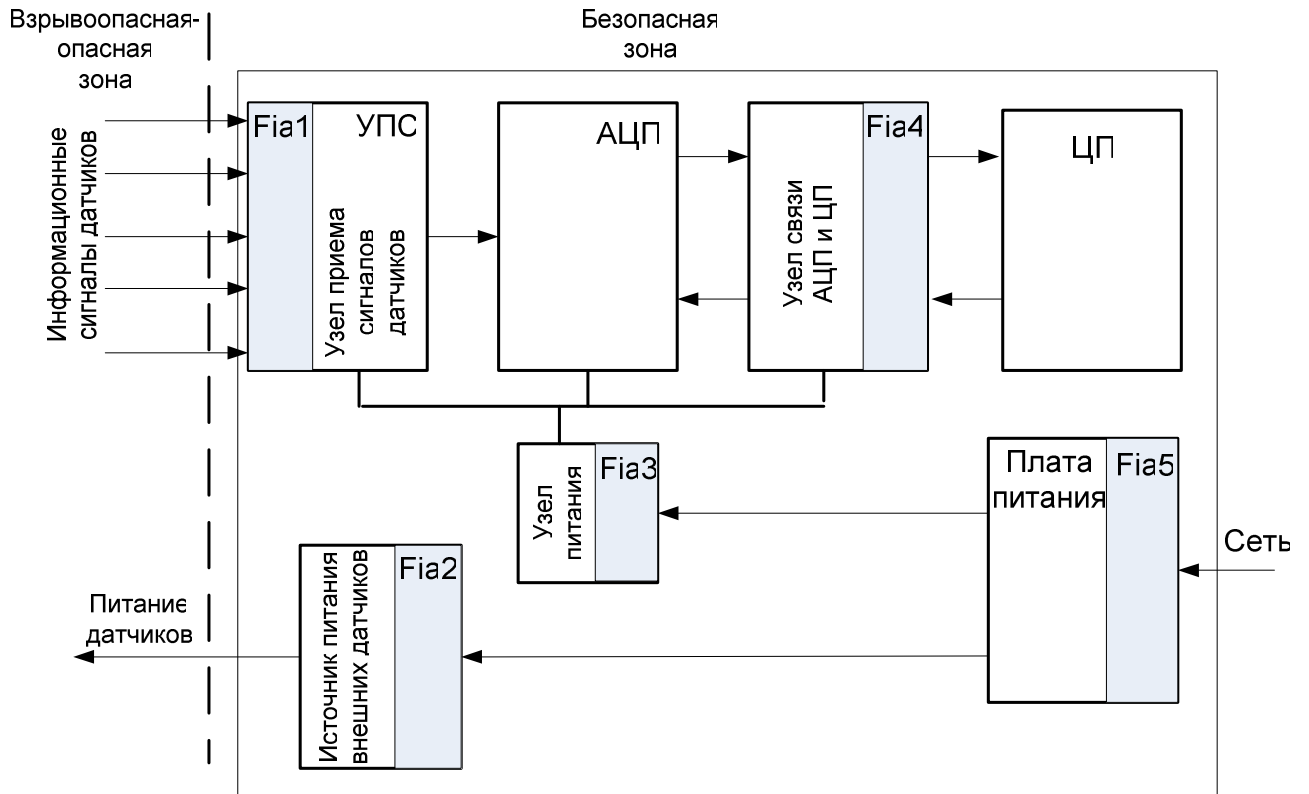 Взрывоопасная-
опасная
зона
Безопасная
зона
Информационные
сигналы датчиков
Fia1
УПС
Узел приема
сигналов
датчиков
АЦП
Узел связи
АЦП и ЦП
Fia4
ЦП
Узел
питания
Fia3
Плата
питания
Fia5
Сеть
Источник питания
внешних датчиков
Fia2
Питание
датчиков